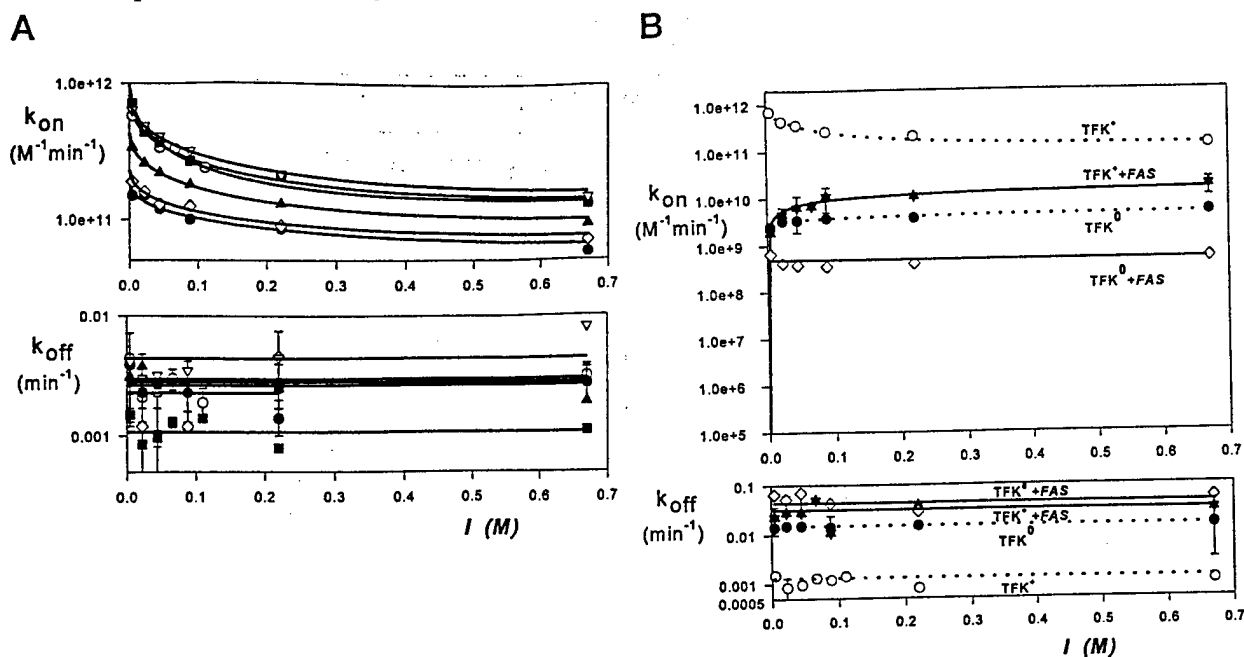 A
1.0e+12
k on
(M⁻¹min⁻¹)
1.0e+11
0.0 0.1 0.2 0.3 0.4 0.5 0.6 0.7
0.01
k off
(min⁻¹)
0.001
0.0 0.1 0.2 0.3 0.4 0.5 0.6 0.7
I (M)
B
1.0e+12
1.0e+11
1.0e+10
k on
(M⁻¹min⁻¹)
1.0e+9
1.0e+8
1.0e+7
1.0e+6
1.0e+5
TFK⁺
TFK⁺+FAS
TFK⁰
TFK⁰+FAS
0.0 0.1 0.2 0.3 0.4 0.5 0.6 0.7
0.1
k off
(min⁻¹)
0.01
0.001
0.0005
TFK⁰+FAS
TFK⁺+FAS
TFK⁰
TFK⁺
0.0 0.1 0.2 0.3 0.4 0.5 0.6 0.7
I (M)